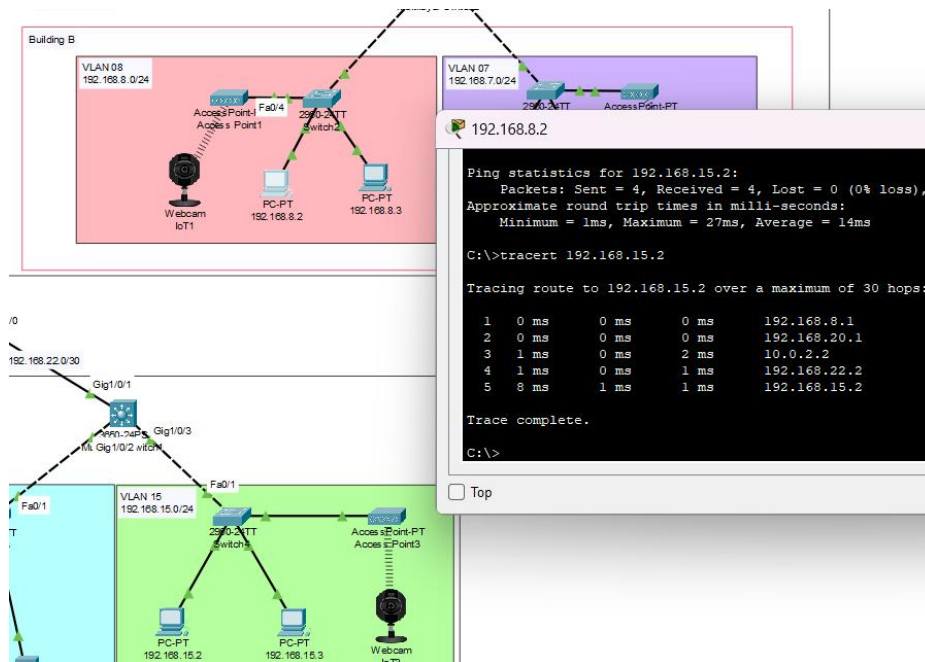 Building B
VLAN 08
192.168.8.0/24
Fa0/4
Access Point1
2960-24TT
Switch2
Webcam
IoT1
PC-PT
192.168.8.2
PC-PT
192.168.8.3
VLAN 07
192.168.7.0/24
AccessPoint-PT
192.168.8.2
Ping statistics for 192.168.15.2:
Packets: Sent = 4, Received = 4, Lost = 0 (0% loss),
Approximate round trip times in milli-seconds:
Minimum = 1ms, Maximum = 27ms, Average = 14ms
C:\>tracert 192.168.15.2
Tracing route to 192.168.15.2 over a maximum of 30 hops:
1 0 ms 0 ms 0 ms 192.168.8.1
2 0 ms 0 ms 0 ms 192.168.20.1
3 1 ms 0 ms 2 ms 10.0.2.2
4 1 ms 0 ms 1 ms 192.168.22.2
5 8 ms 1 ms 1 ms 192.168.15.2
Trace complete.
C:\>
Top
/0
192.168.22.0/30
Gig1/0/1
Gig1/0/3
Gig1/0/2
Fa0/1
Fa0/1
VLAN 15
192.168.15.0/24
2960-24TT
Switch4
AccessPoint-PT
Access Point3
PC-PT
192.168.15.2
PC-PT
192.168.15.3
Webcam